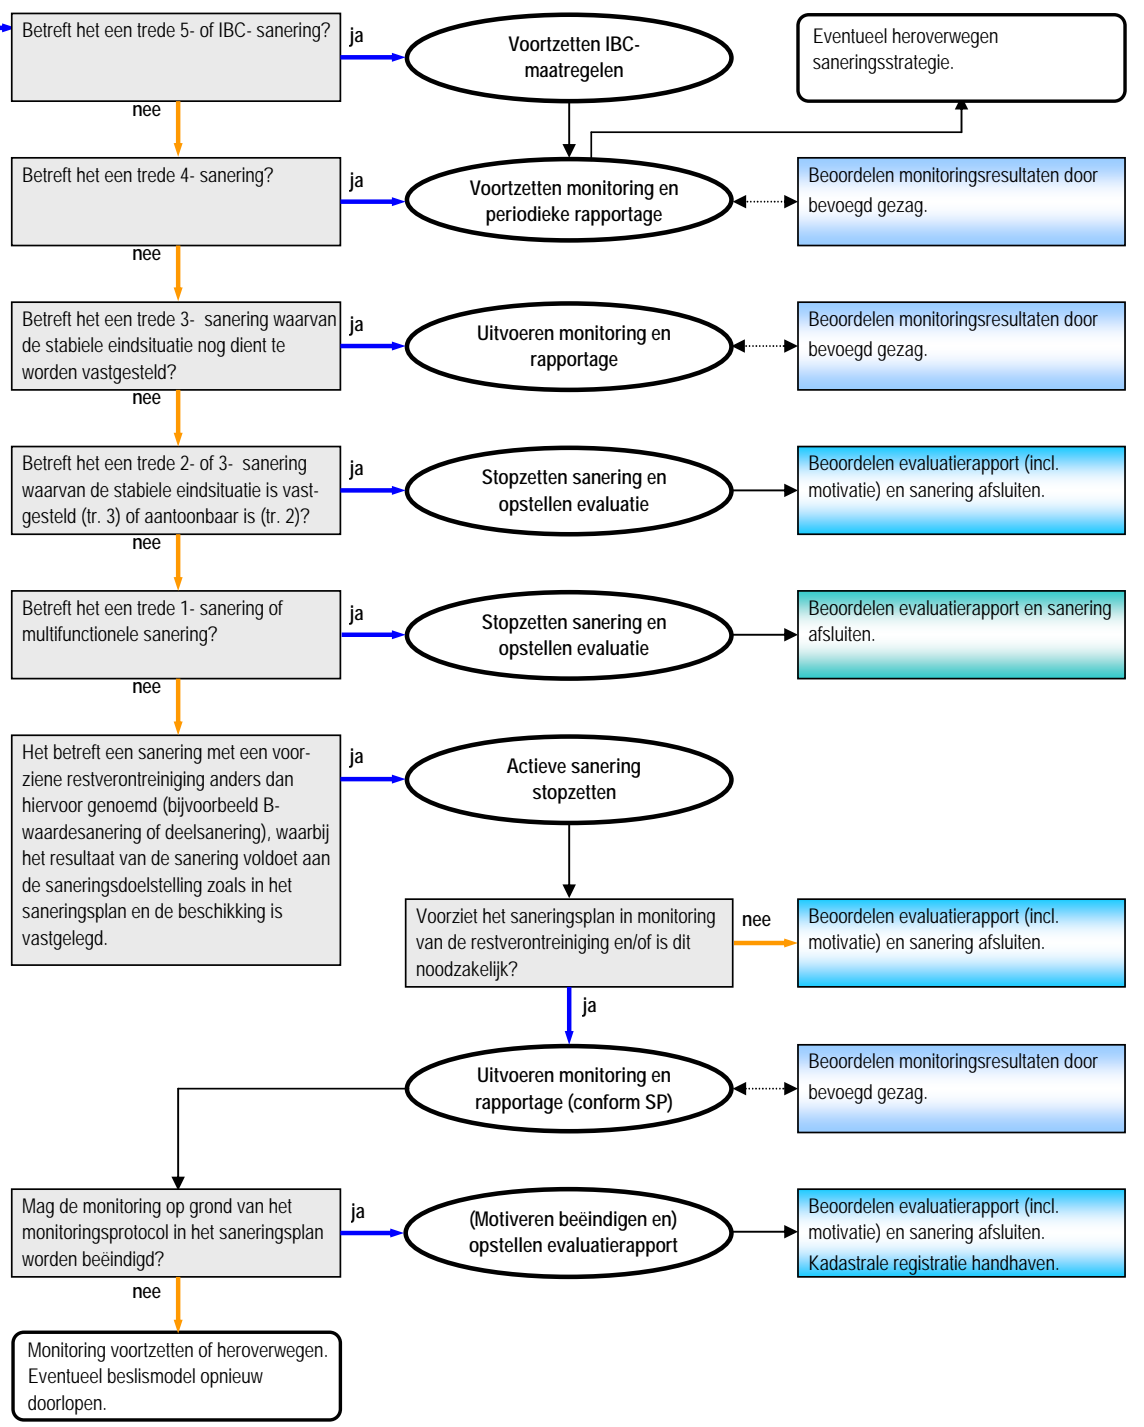 Betreft het een trede 5- of IBC- sanering?
ja
Voortzetten IBC-
maatregelen
Eventueel heroverwegen
saneringsstrategie.
nee
Betreft het een trede 4- sanering?
ja
Voortzetten monitoring en
periodieke rapportage
Beoordelen monitoringsresultaten door
bevoegd gezag.
nee
Betreft het een trede 3- sanering waarvan
de stabiele eindsituatie nog dient te
worden vastgesteld?
ja
Uitvoeren monitoring en
rapportage
Beoordelen monitoringsresultaten door
bevoegd gezag.
nee
Betreft het een trede 2- of 3- sanering
waarvan de stabiele eindsituatie is vast-
gesteld (tr. 3) of aantoonbaar is (tr. 2)?
ja
Stopzetten sanering en
opstellen evaluatie
Beoordelen evaluatierapport (incl.
motivatie) en sanering afsluiten.
nee
Betreft het een trede 1- sanering of
multifunctionele sanering?
ja
Stopzetten sanering en
opstellen evaluatie
Beoordelen evaluatierapport en sanering
afsluiten.
nee
Het betreft een sanering met een voor-
ziene restverontreiniging anders dan
hiervoor genoemd (bijvoorbeeld B-
waardesanering of deelsanering), waarbij
het resultaat van de sanering voldoet aan
de saneringsdoelstelling zoals in het
saneringsplan en de beschikking is
vastgelegd.
ja
Actieve sanering
stopzetten
Voorziet het saneringsplan in monitoring
van de restverontreiniging en/of is dit
noodzakelijk?
nee
Beoordelen evaluatierapport (incl.
motivatie) en sanering afsluiten.
ja
Uitvoeren monitoring en
rapportage (conform SP)
Beoordelen monitoringsresultaten door
bevoegd gezag.
Mag de monitoring op grond van het
monitoringsprotocol in het saneringsplan
worden beëindigd?
ja
(Motiveren beëindigen en)
opstellen evaluatierapport
Beoordelen evaluatierapport (incl.
motivatie) en sanering afsluiten.
Kadastrale registratie handhaven.
nee
Monitoring voortzetten of heroverwegen.
Eventueel beslismodel opnieuw
doorlopen.